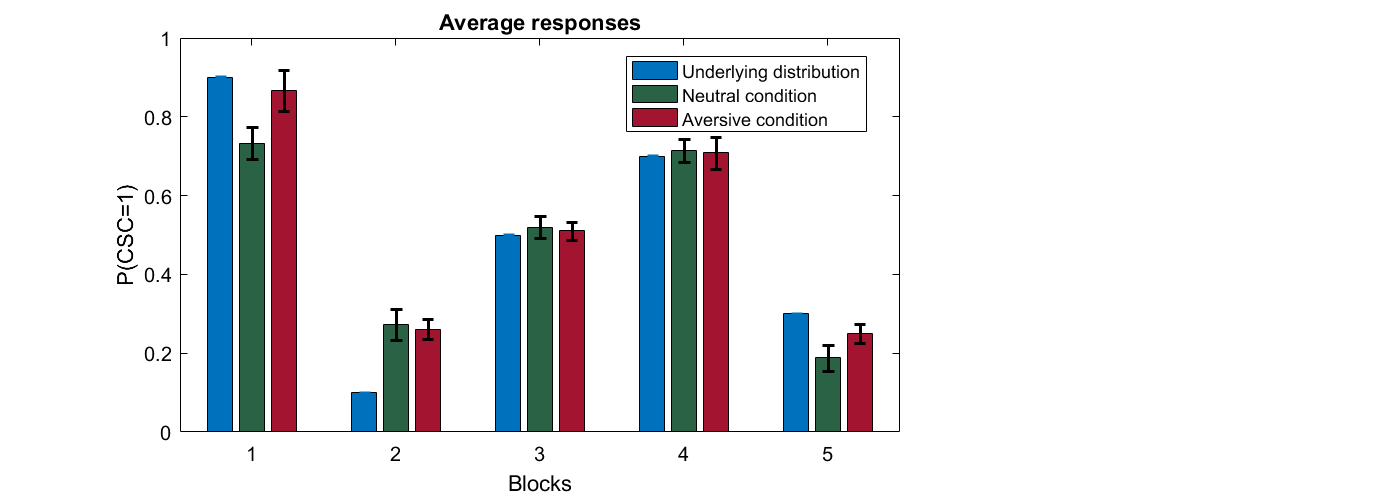 Average responses
1
0.8
0.6
0.4
0.2
0
P(CSC=1)
Underlying distribution
Neutral condition
Aversive condition
1 2 3 4 5
Blocks